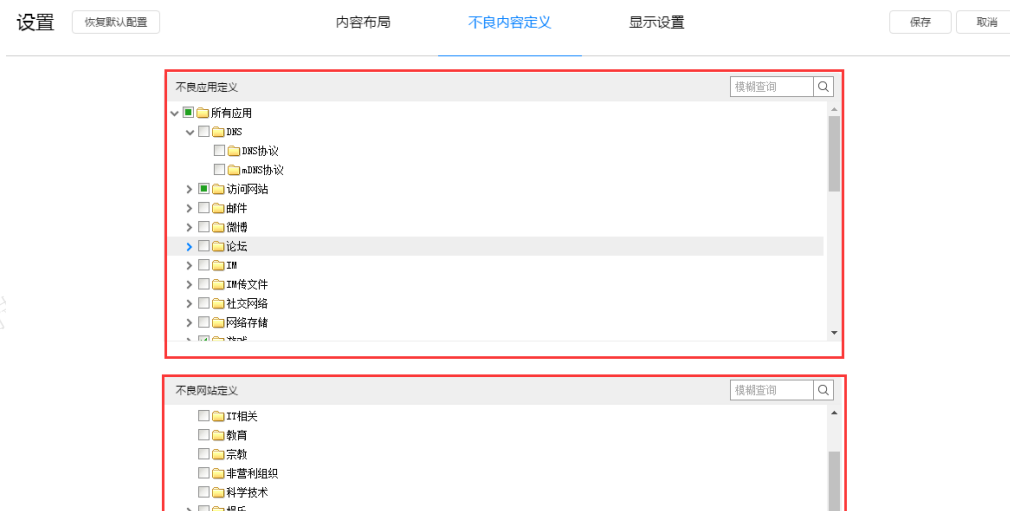 设置 恢复默认配置 内容布局 不良内容定义 显示设置 保存 取消
不良应用定义 模糊查询
所有应用
DNS
DNS协议
mDNS协议
访问网站
邮件
微博
论坛
IM
IM传文件
社交网络
网络存储
游戏
不良网站定义 模糊查询
IT相关
教育
宗教
非营利组织
科学技术
娱乐